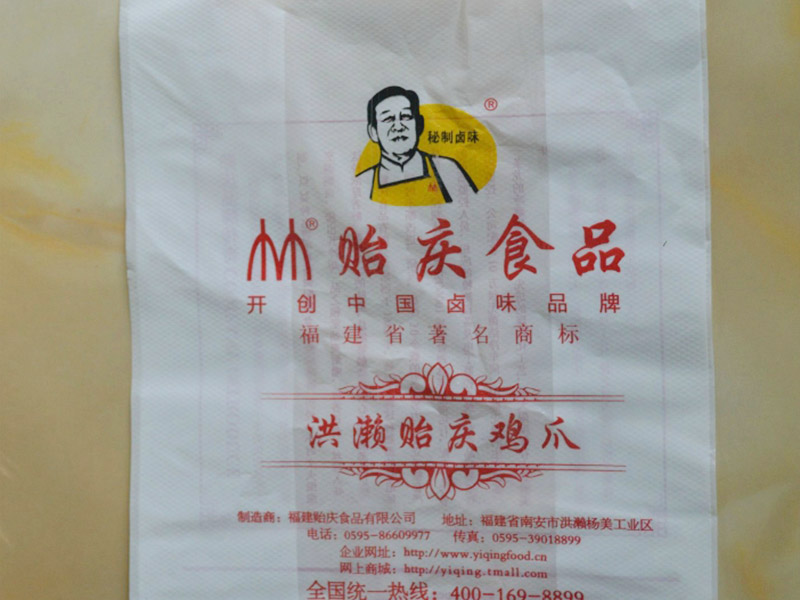 秘制卤味
®
® 贻庆食品
开创中国卤味品牌
福建省著名商标
洪濑贻庆鸡爪
制造商：福建贻庆食品有限公司 地址：福建省南安市洪濑杨美工业区
电话：0595-86609977 传真：0595-39018899
企业网址：http://www.yiqingfood.cn
网上商城：http://yiqing.tmall.com
全国统一热线：400-169-8899